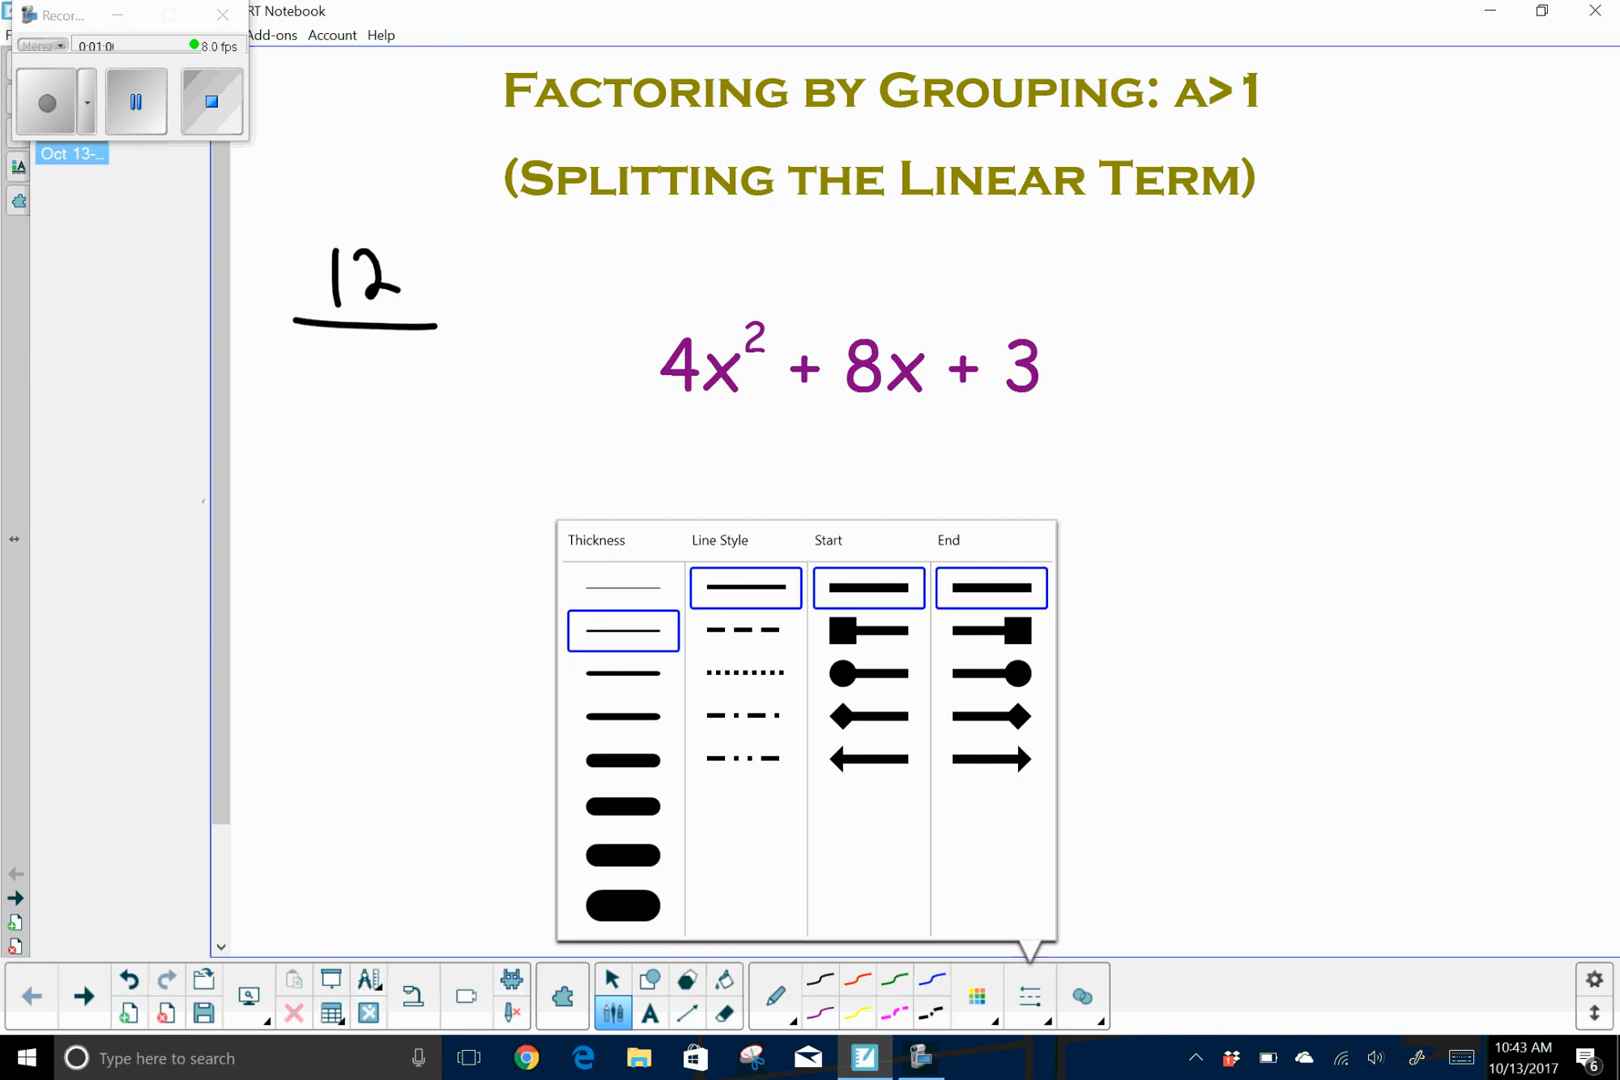 Recor...
RT Notebook
Menu
0:01:0
8.0 fps
Add-ons Account Help
Oct 13-...
FACTORING BY GROUPING: A>1
(SPLITTING THE LINEAR TERM)
12
4x² + 8x + 3
Thickness Line Style Start End
Type here to search
10:43 AM
10/13/2017
6